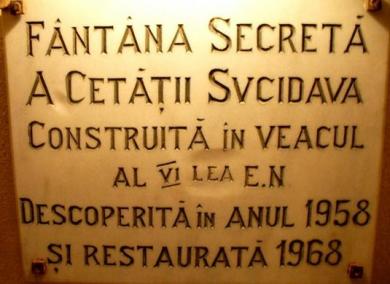 FÂNTÂNA SECRETĂ
A CETĂȚII SVCIDAVA
CONSTRUITĂ ÎN VEACUL
AL VI LEA E.N
DESCOPERITĂ ÎN ANUL 1958
ȘI RESTAURATĂ 1968